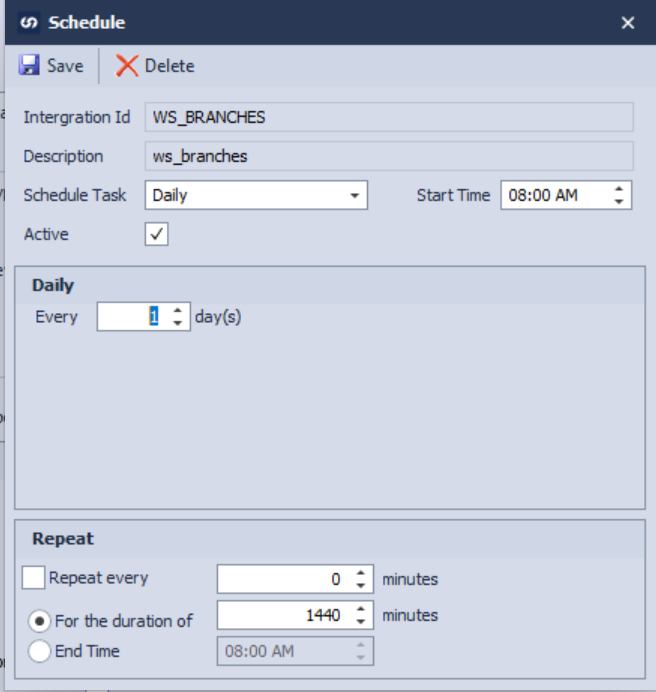 Schedule
Save Delete
Intergration Id WS_BRANCHES
Description ws_branches
Schedule Task Daily Start Time 08:00 AM
Active
Daily
Every 1 day(s)
Repeat
Repeat every 0 minutes
For the duration of 1440 minutes
End Time 08:00 AM